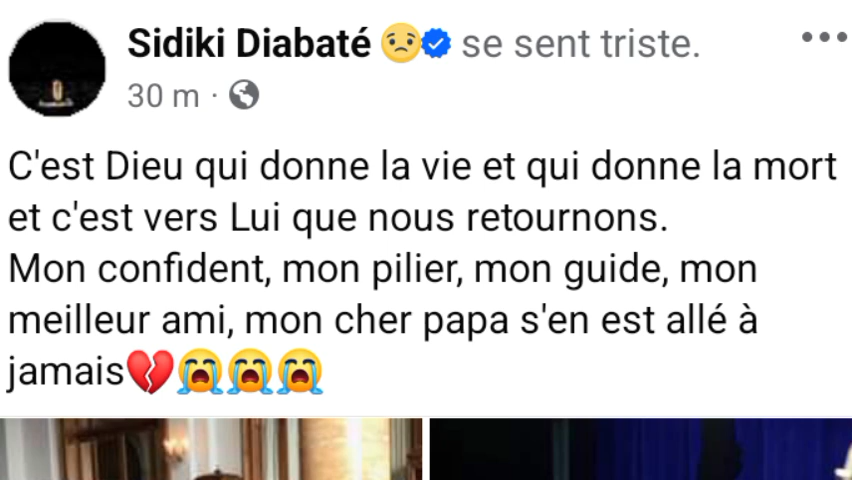 Sidiki Diabaté 😟 se sent triste.
30 m ·
C'est Dieu qui donne la vie et qui donne la mort
et c'est vers Lui que nous retournons.
Mon confident, mon pilier, mon guide, mon
meilleur ami, mon cher papa s'en est allé à
jamais💔😭😭😭